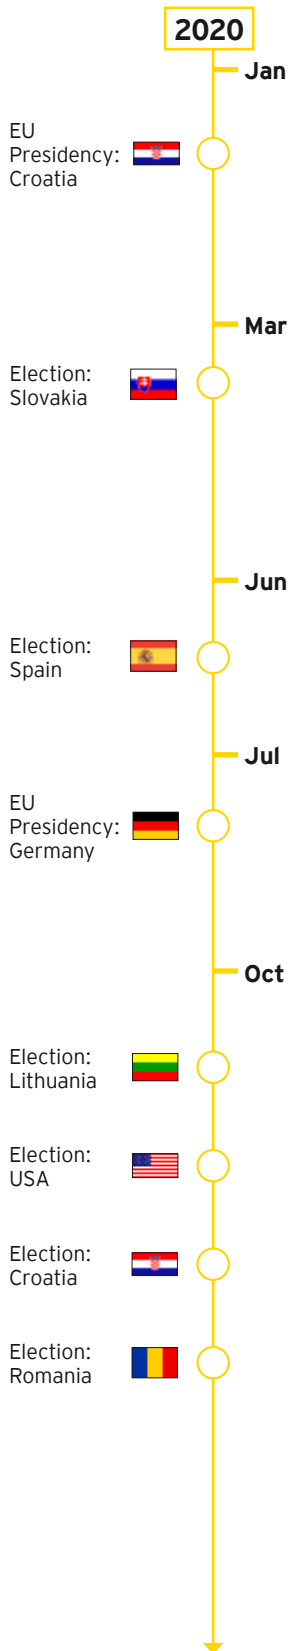 2020
Jan
EU
Presidency:
Croatia
Mar
Election:
Slovakia
Jun
Election:
Spain
Jul
EU
Presidency:
Germany
Oct
Election:
Lithuania
Election:
USA
Election:
Croatia
Election:
Romania